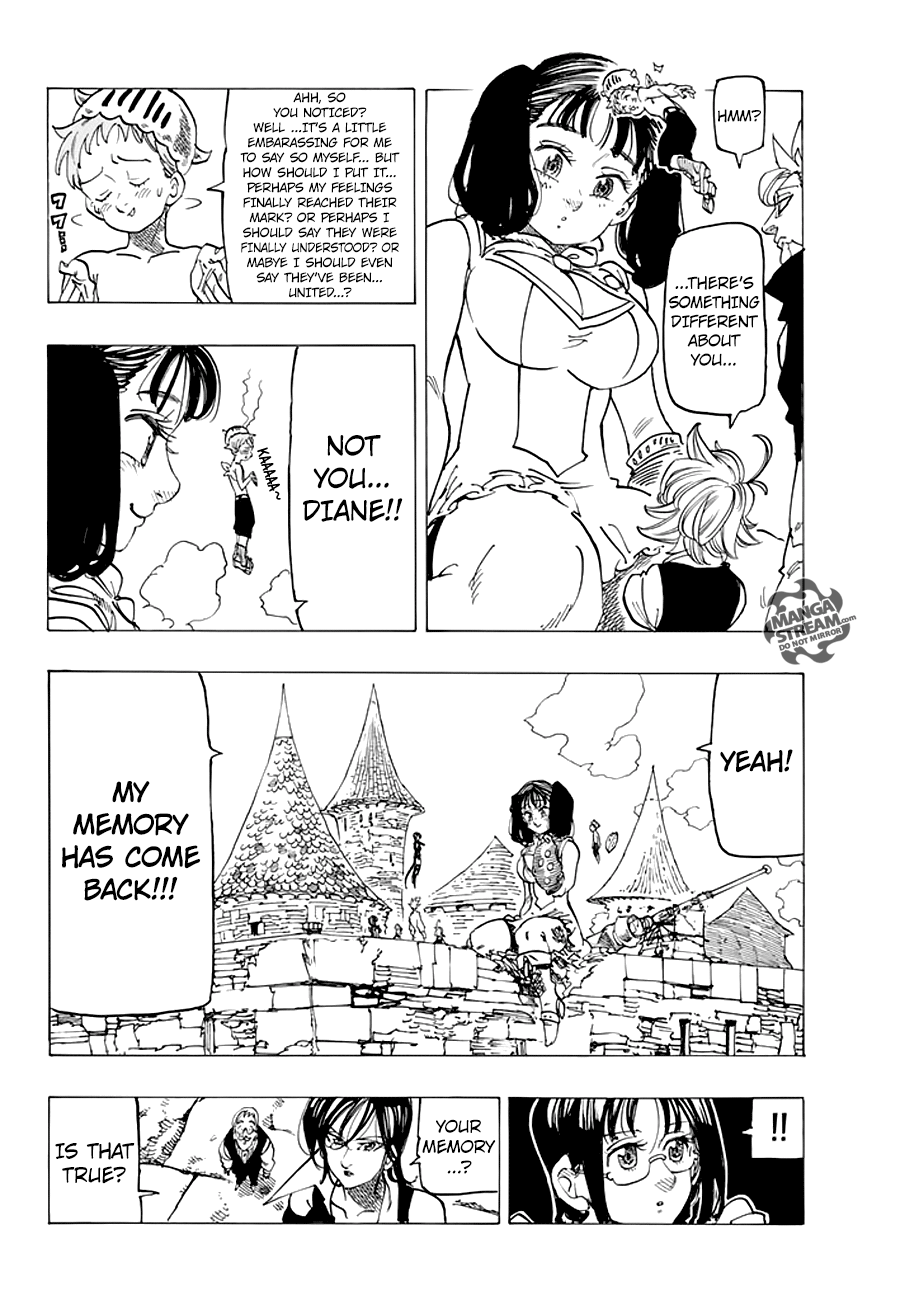 HMM?
...THERE'S
SOMETHING
DIFFERENT
ABOUT
YOU...
AHH, SO
YOU NOTICED?
WELL ...IT'S A LITTLE
EMBARASSING FOR ME
TO SAY SO MYSELF... BUT
HOW SHOULD I PUT IT...
PERHAPS MY FEELINGS
FINALLY REACHED THEIR
MARK? OR PERHAPS I
SHOULD SAY THEY WERE
FINALLY UNDERSTOOD? OR
MABYE I SHOULD EVEN
SAY THEY'VE BEEN...
UNITED...?
NOT
YOU...
DIANE!!
KAAAAA~
MANGA
STREAM.com
DO NOT MIRROR
YEAH!
MY
MEMORY
HAS COME
BACK!!!
!!
YOUR
MEMORY
...?
IS THAT
TRUE?